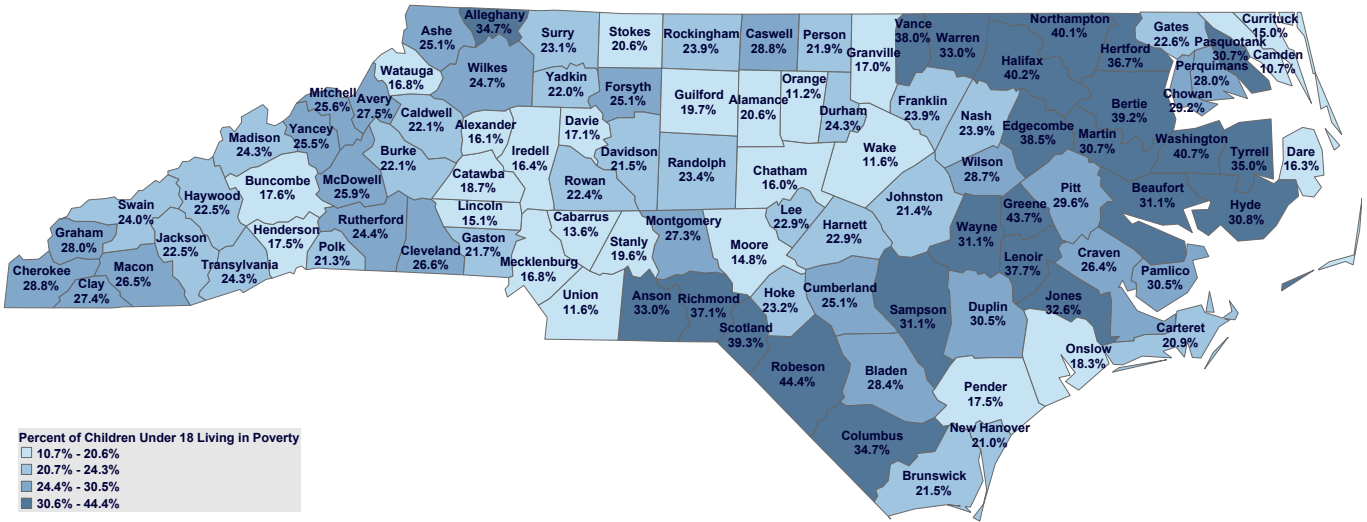 Alleghany
34.7%
Ashe
25.1%
Surry
23.1%
Stokes
20.6%
Rockingham
23.9%
Caswell
28.8%
Person
21.9%
Granville
17.0%
Vance
38.0%
Warren
33.0%
Northampton
40.1%
Gates
22.6%
Currituck
15.0%
Pasquotank
30.7%
Camden
10.7%
Perquimans
28.0%
Chowan
29.2%
Hertford
36.7%
Halifax
40.2%
Watauga
16.8%
Wilkes
24.7%
Yadkin
22.0%
Forsyth
25.1%
Guilford
19.7%
Alamance
20.6%
Orange
11.2%
Durham
24.3%
Franklin
23.9%
Nash
23.9%
Edgecombe
38.5%
Bertie
39.2%
Martin
30.7%
Washington
40.7%
Tyrrell
35.0%
Dare
16.3%
Mitchell
25.6%
Avery
27.5%
Caldwell
22.1%
Alexander
16.1%
Iredell
16.4%
Davie
17.1%
Davidson
21.5%
Randolph
23.4%
Chatham
16.0%
Wake
11.6%
Wilson
28.7%
Pitt
29.6%
Beaufort
31.1%
Hyde
30.8%
Madison
24.3%
Yancey
25.5%
Burke
22.1%
Catawba
18.7%
Rowan
22.4%
Johnston
21.4%
Greene
43.7%
Wayne
31.1%
Buncombe
17.6%
McDowell
25.9%
Haywood
22.5%
Swain
24.0%
Graham
28.0%
Jackson
22.5%
Henderson
17.5%
Polk
21.3%
Rutherford
24.4%
Cleveland
26.6%
Lincoln
15.1%
Gaston
21.7%
Cabarrus
13.6%
Stanly
19.6%
Montgomery
27.3%
Moore
14.8%
Lee
22.9%
Harnett
22.9%
Lenoir
37.7%
Craven
26.4%
Pamlico
30.5%
Cherokee
28.8%
Clay
27.4%
Macon
26.5%
Transylvania
24.3%
Mecklenburg
16.8%
Union
11.6%
Anson
33.0%
Richmond
37.1%
Scotland
39.3%
Hoke
23.2%
Cumberland
25.1%
Sampson
31.1%
Duplin
30.5%
Jones
32.6%
Onslow
18.3%
Carteret
20.9%
Robeson
44.4%
Bladen
28.4%
Pender
17.5%
Columbus
34.7%
New Hanover
21.0%
Brunswick
21.5%
Percent of Children Under 18 Living in Poverty
10.7% - 20.6%
20.7% - 24.3%
24.4% - 30.5%
30.6% - 44.4%